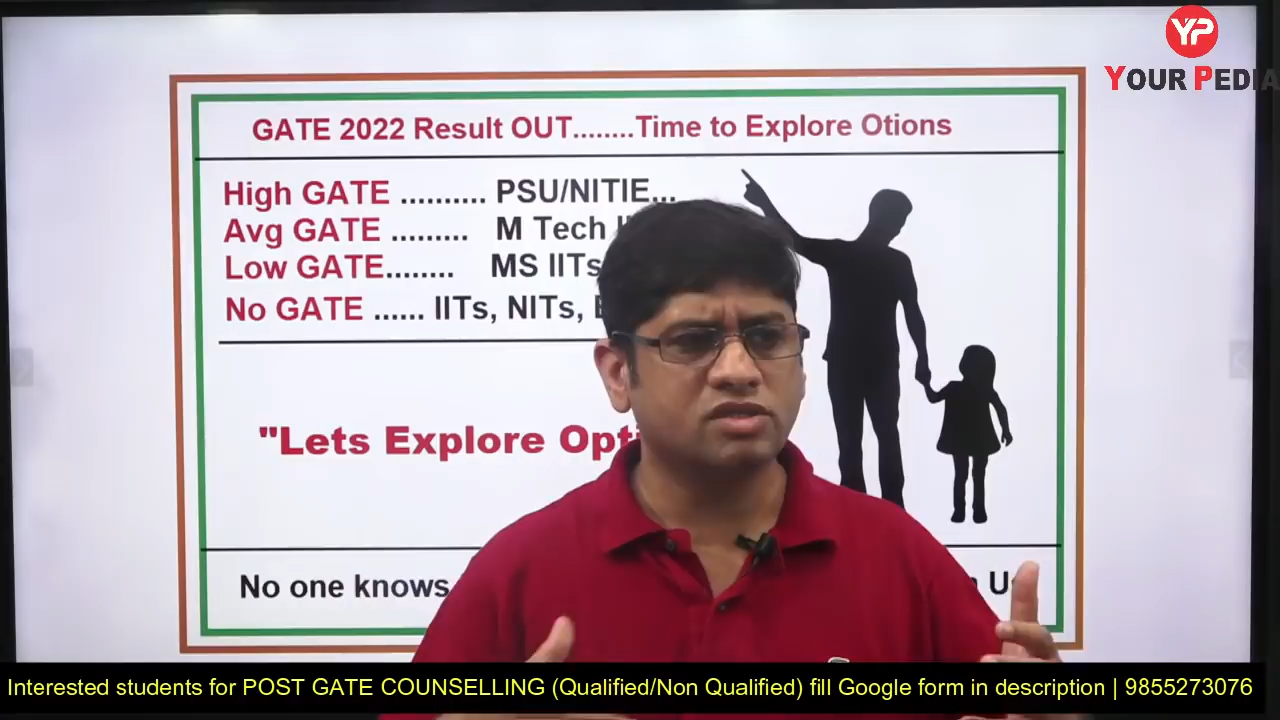 YP
YOUR PEDIA
GATE 2022 Result OUT........Time to Explore Otions
High GATE .......... PSU/NITIE...
Avg GATE ......... M Tech
Low GATE........ MS IITs
No GATE ...... IITs, NITs,
"Lets Explore
No one knows
Interested students for POST GATE COUNSELLING (Qualified/Non Qualified) fill Google form in description | 9855273076